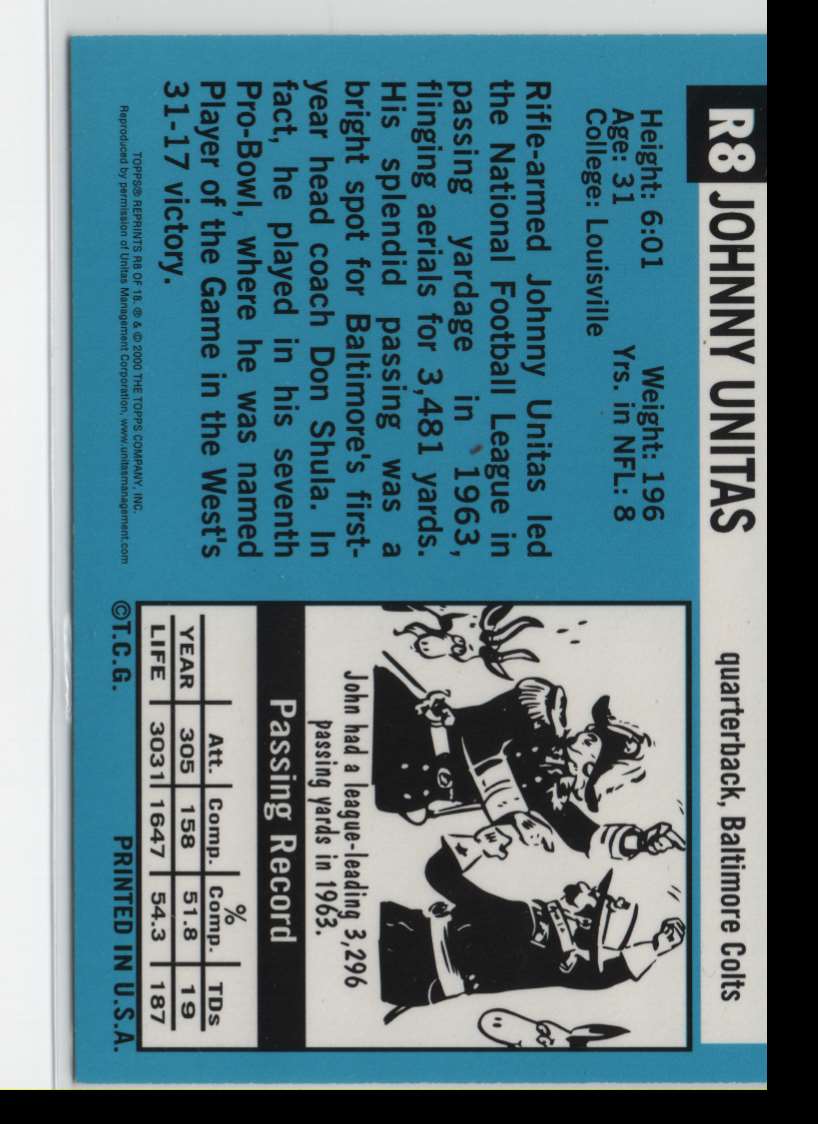 R8 JOHNNY UNITAS
quarterback, Baltimore Colts
Height: 6:01 Weight: 196
Age: 31 Yrs. in NFL: 8
College: Louisville
Rifle-armed Johnny Unitas led
the National Football League in
passing yardage in 1963,
flinging aerials for 3,481 yards.
His splendid passing was a
bright spot for Baltimore's first-
year head coach Don Shula. In
fact, he played in his seventh
Pro-Bowl, where he was named
Player of the Game in the West's
31-17 victory.
TOPPS® REPRINTS R8 OF 18. ® & © 2000 THE TOPPS COMPANY, INC.
Reproduced by permission of Unitas Management Corporation, www.unitasmanagement.com
John had a league-leading 3,296
passing yards in 1963.
Passing Record
Att. Comp. % Comp. TDs
YEAR 305 158 51.8 19
LIFE 3031 1647 54.3 187
©T.C.G. PRINTED IN U.S.A.